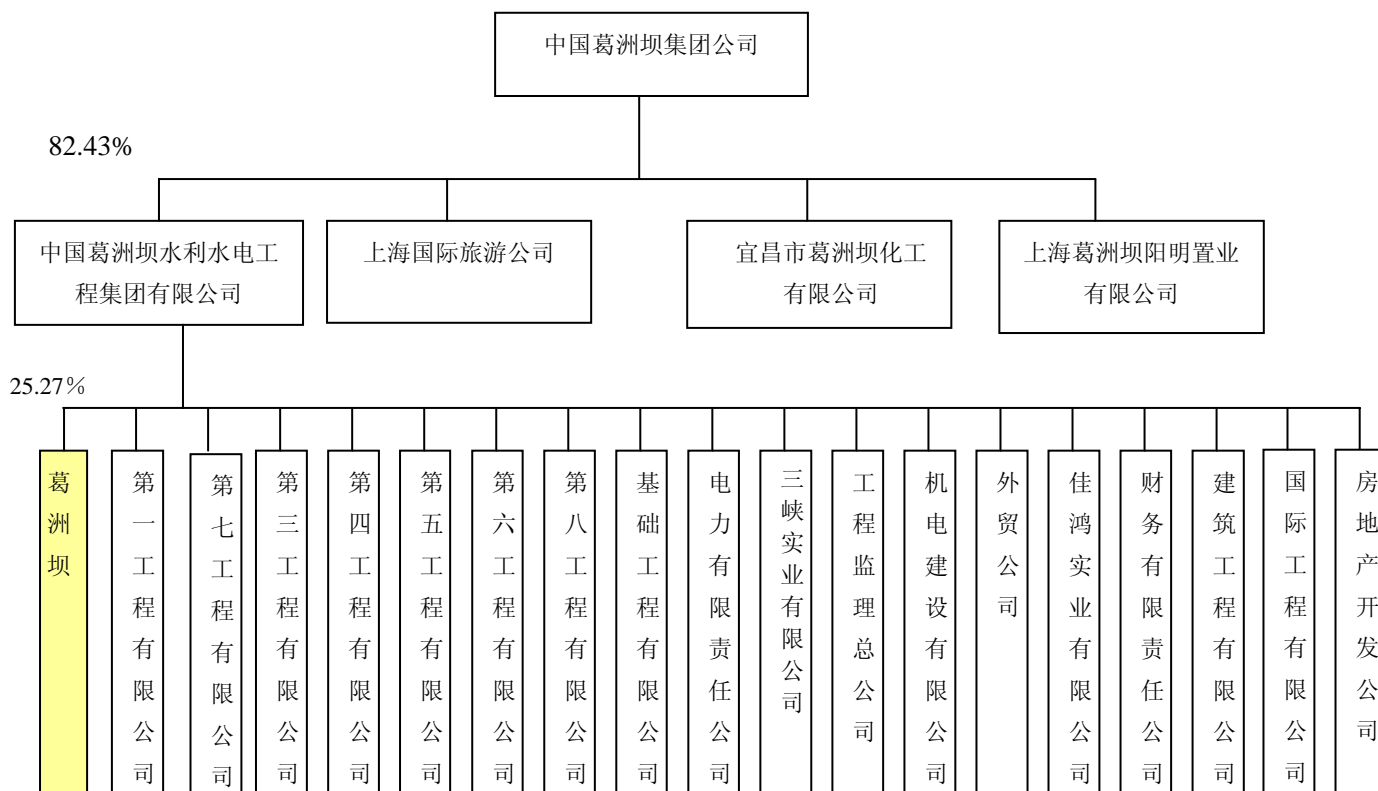 中国葛洲坝集团公司
82.43%
中国葛洲坝水利水电工
程集团有限公司
上海国际旅游公司
宜昌市葛洲坝化工
有限公司
上海葛洲坝阳明置业
有限公司
25.27%
葛洲坝
第一工程有限公司
第七工程有限公司
第三工程有限公司
第四工程有限公司
第五工程有限公司
第六工程有限公司
第八工程有限公司
基础工程有限公司
电力有限责任公司
三峡实业有限公司
工程监理总公司
机电建设有限公司
外贸公司
佳鸿实业有限公司
财务有限责任公司
建筑工程有限公司
国际工程有限公司
房地产开发公司